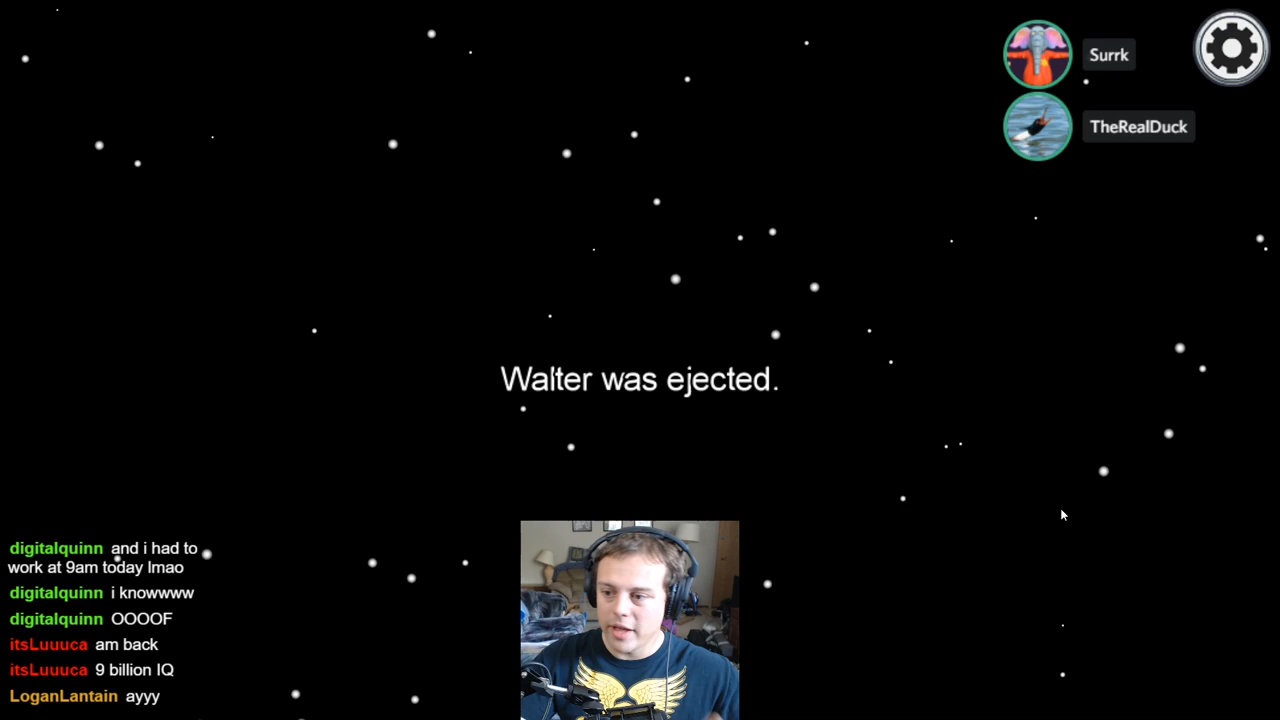 Surrk
TheRealDuck
Walter was ejected.
digitalquinn and i had to
work at 9am today lmao
digitalquinn i knowwww
digitalquinn OOOOF
itsLuuuca am back
itsLuuuca 9 billion IQ
LoganLantain ayyy